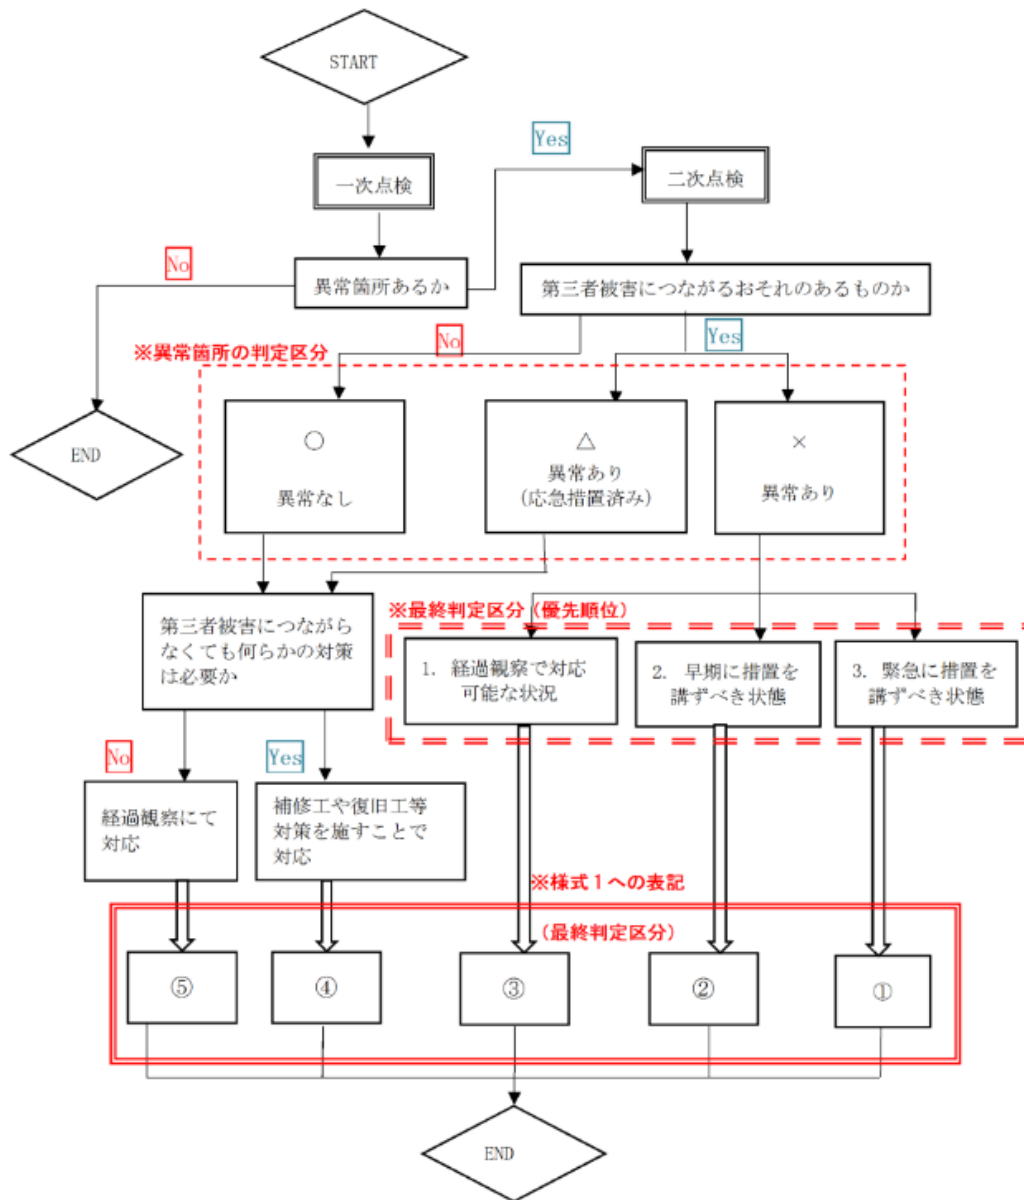 START
Yes
一次点検
二次点検
No
異常箇所あるか
第三者被害につながるおそれのあるものか
※異常箇所の判定区分
No
Yes
○
異常なし
△
異常あり
(応急措置済み)
×
異常あり
END
第三者被害につながら
なくても何らかの対策
は必要か
※最終判定区分(優先順位)
1. 経過観察で対応
可能な状況
2. 早期に措置を
講ずべき状態
3. 緊急に措置を
講ずべき状態
No
Yes
経過観察にて
対応
補修工や復旧工等
対策を施すことで
対応
※様式1への表記
(最終判定区分)
⑤
④
③
②
①
END